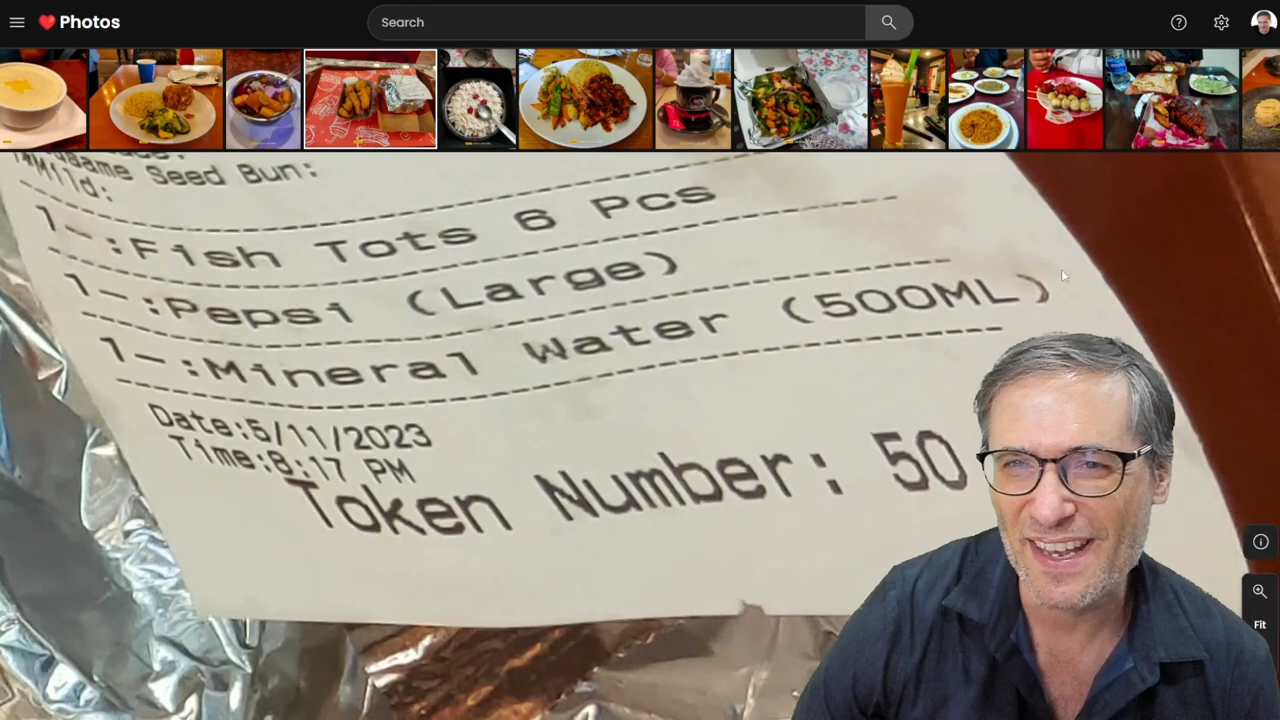 Photos
Search
Same Seed Bun:
Mild:
1-:Fish Tots 6 Pcs
1-:Pepsi (Large)
1-:Mineral Water (500ML)
Date:5/11/2023
Time:8:17 PM
Token Number: 50
Fit